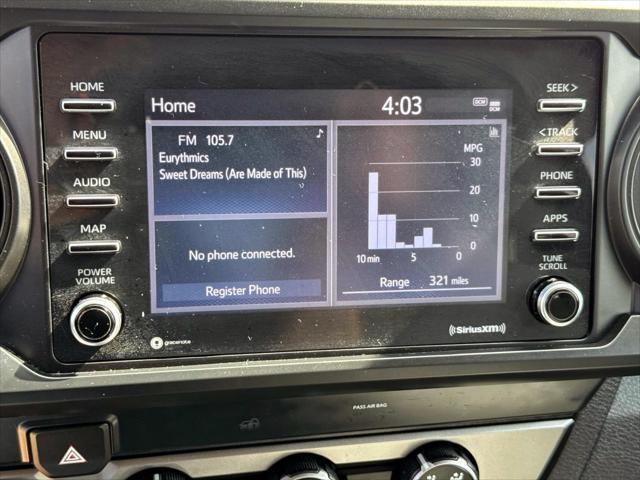 HOME
MENU
AUDIO
MAP
POWER
VOLUME
Home
4:03
DCM
DCM
FM 105.7
Eurythmics
Sweet Dreams (Are Made of This)
No phone connected.
Register Phone
MPG
30
20
10
0
10 min 5 0
Range 321 miles
SEEK >
< TRACK
PHONE
APPS
TUNE
SCROLL
gracenote
((SiriusXM))
PASS AIR BAG